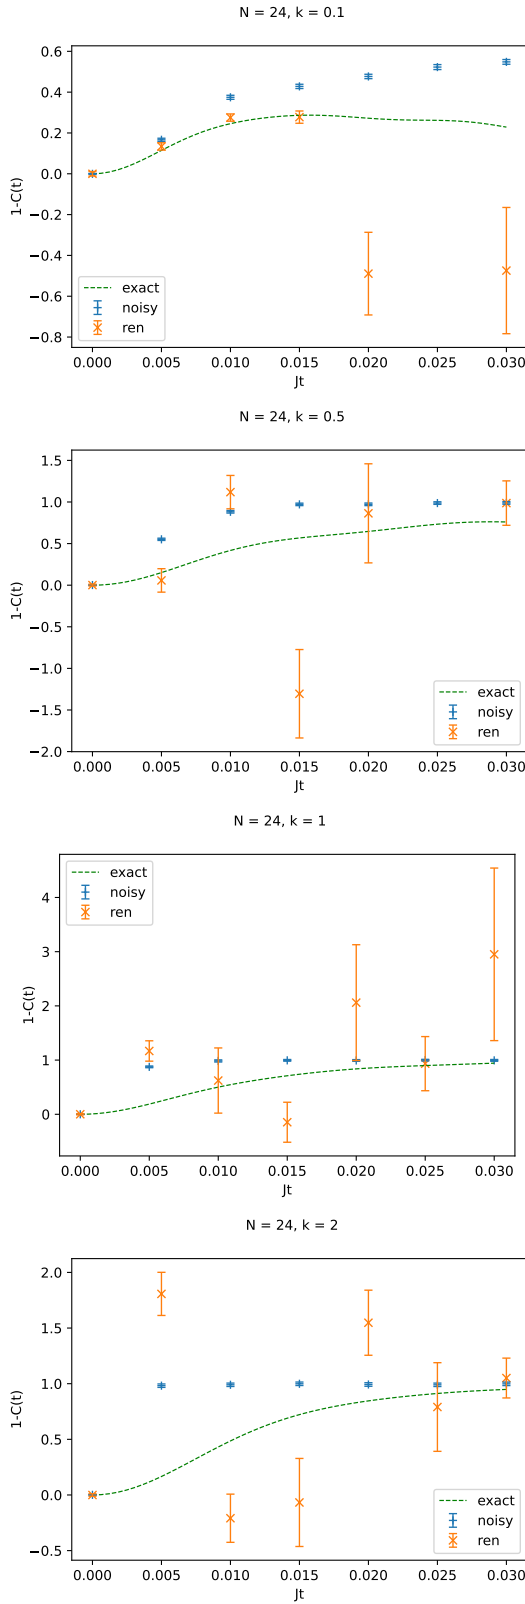 N = 24, k = 0.1
0.6
0.4
0.2
0.0
−0.2
−0.4
−0.6
−0.8
1-C(t)
exact
noisy
ren
0.000 0.005 0.010 0.015 0.020 0.025 0.030
Jt
N = 24, k = 0.5
1.5
1.0
0.5
0.0
−0.5
−1.0
−1.5
−2.0
1-C(t)
exact
noisy
ren
0.000 0.005 0.010 0.015 0.020 0.025 0.030
Jt
N = 24, k = 1
exact
noisy
ren
4
3
2
1
0
1-C(t)
0.000 0.005 0.010 0.015 0.020 0.025 0.030
Jt
N = 24, k = 2
2.0
1.5
1.0
0.5
0.0
−0.5
1-C(t)
exact
noisy
ren
0.000 0.005 0.010 0.015 0.020 0.025 0.030
Jt